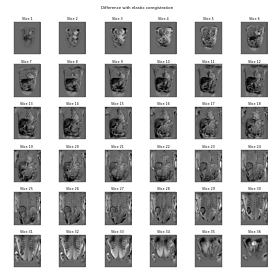 Difference with elastic coregistration
Slice 1 Slice 2 Slice 3 Slice 4 Slice 5 Slice 6
Slice 7 Slice 8 Slice 9 Slice 10 Slice 11 Slice 12
Slice 13 Slice 14 Slice 15 Slice 16 Slice 17 Slice 18
Slice 19 Slice 20 Slice 21 Slice 22 Slice 23 Slice 24
Slice 25 Slice 26 Slice 27 Slice 28 Slice 29 Slice 30
Slice 31 Slice 32 Slice 33 Slice 34 Slice 35 Slice 36